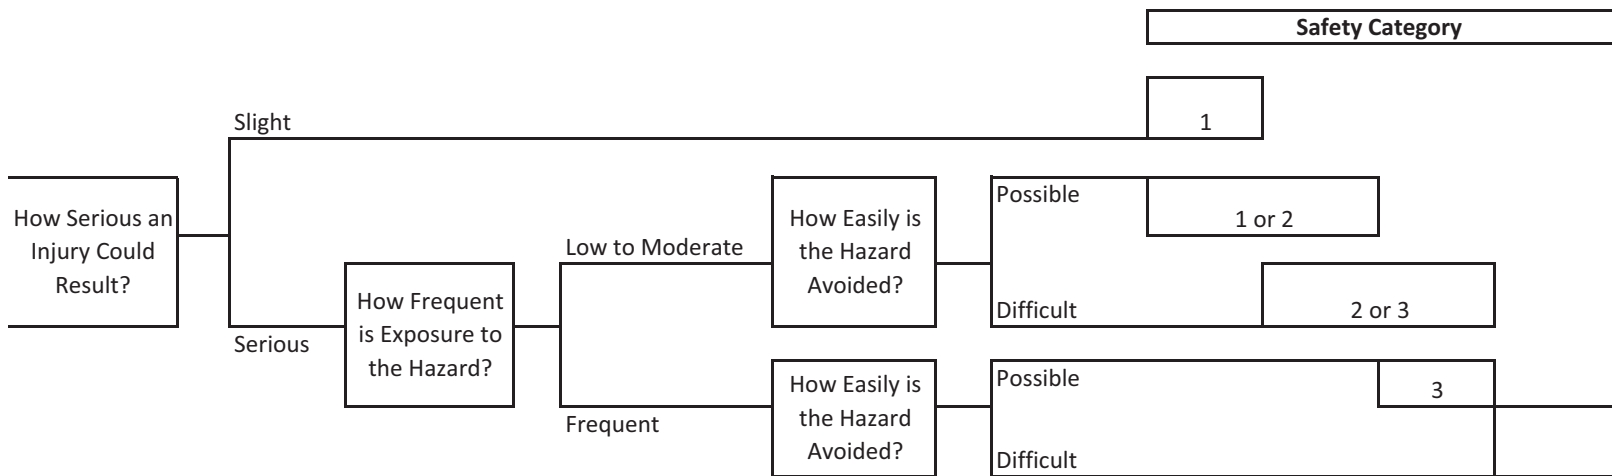 Safety Category
Slight
1
How Serious an
Injury Could
Result?
Serious
How Frequent
is Exposure to
the Hazard?
Low to Moderate
Frequent
How Easily is
the Hazard
Avoided?
Possible
1 or 2
Difficult
2 or 3
How Easily is
the Hazard
Avoided?
Possible
3
Difficult